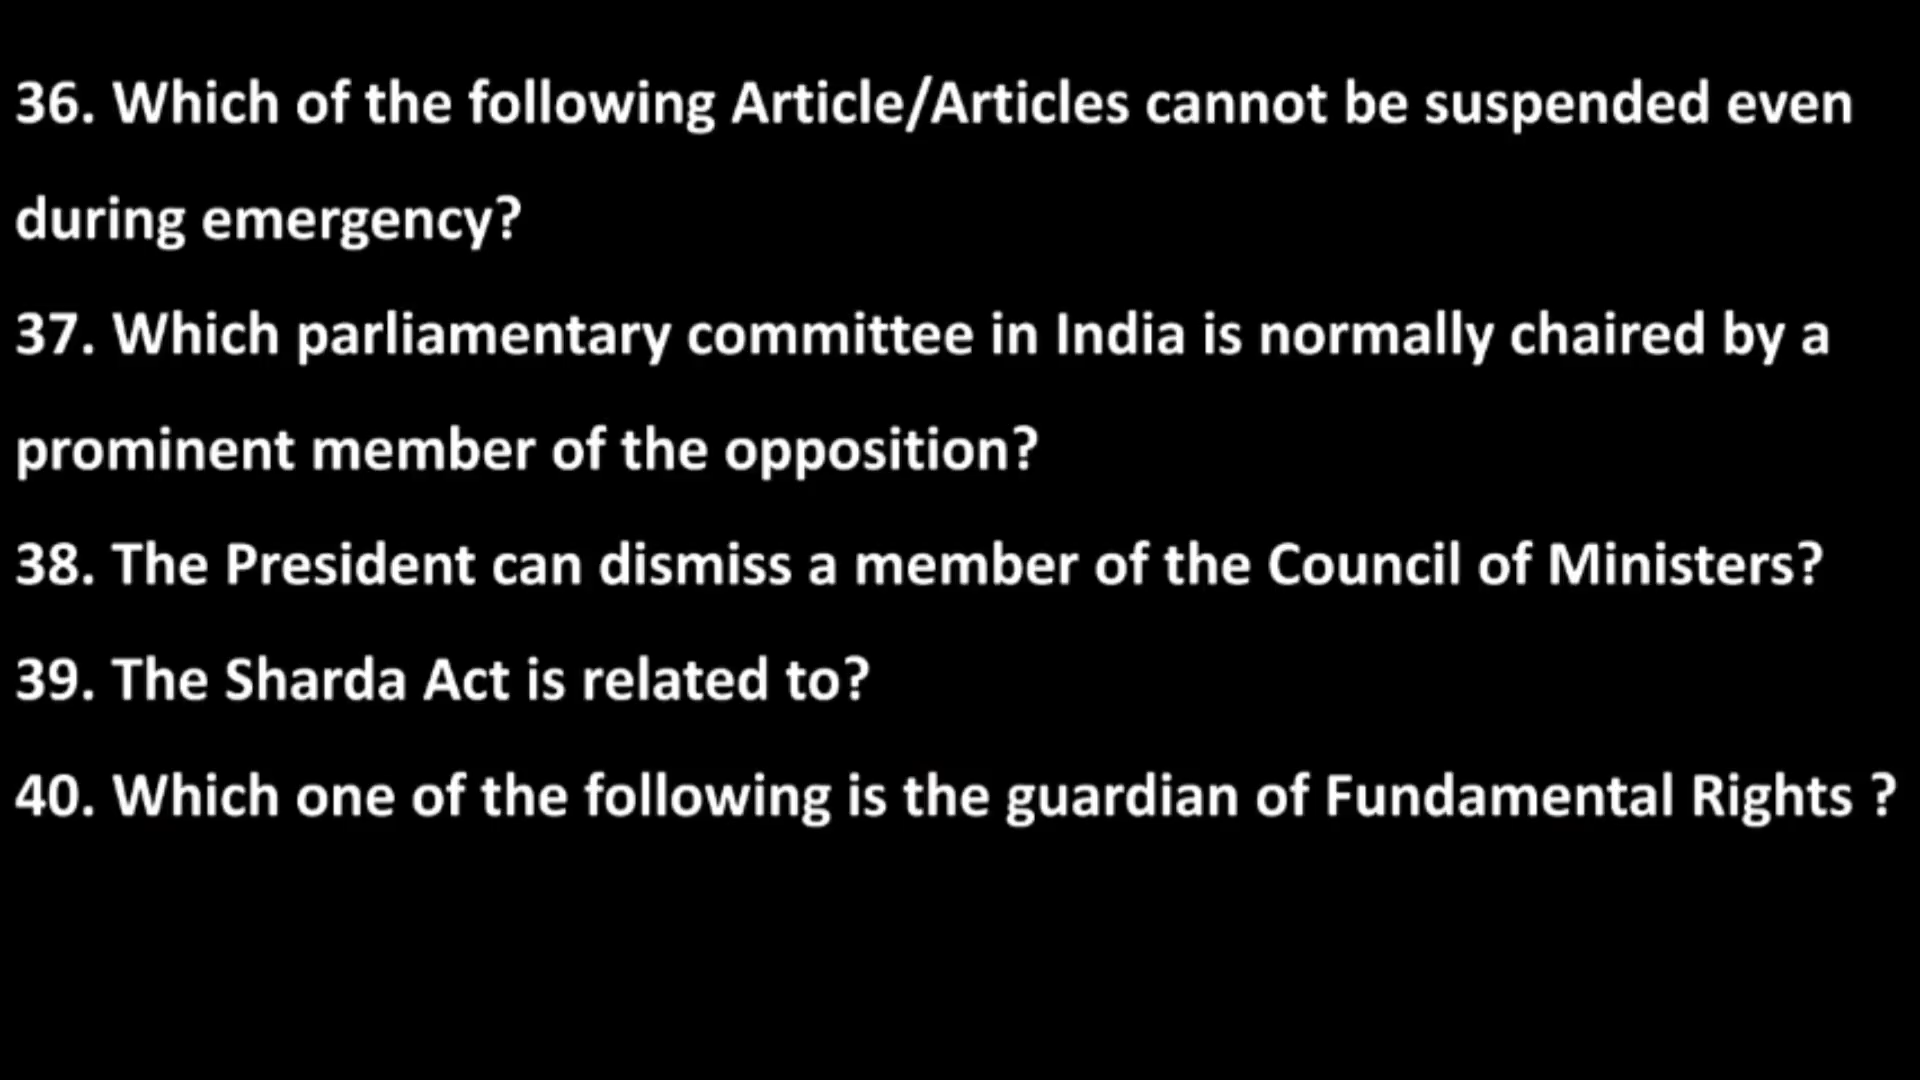 36. Which of the following Article/Articles cannot be suspended even
during emergency?
37. Which parliamentary committee in India is normally chaired by a
prominent member of the opposition?
38. The President can dismiss a member of the Council of Ministers?
39. The Sharda Act is related to?
40. Which one of the following is the guardian of Fundamental Rights ?